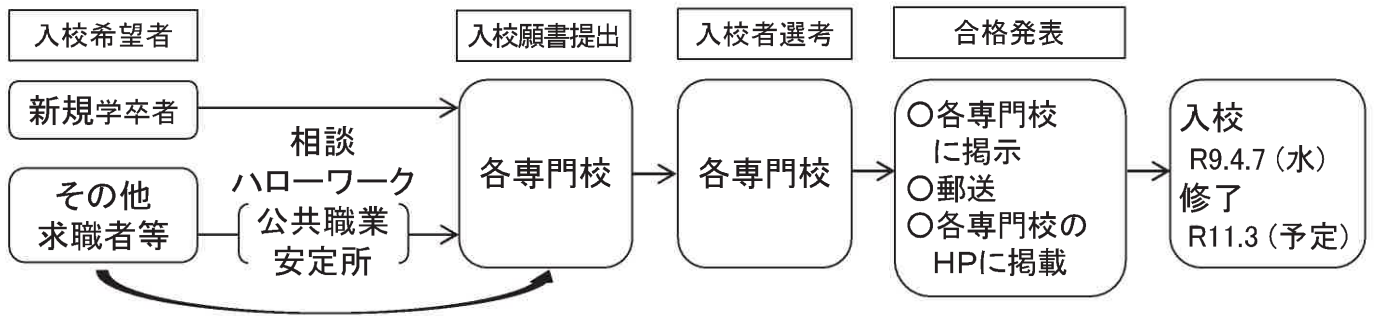 入校希望者
入校願書提出
入校者選考
合格発表
新規学卒者
その他
求職者等
相談
ハローワーク
公共職業
安定所
各専門校
各専門校
○各専門校
に掲示
○郵送
○各専門校の
HPに掲載
入校
R9.4.7(水)
修了
R11.3(予定)